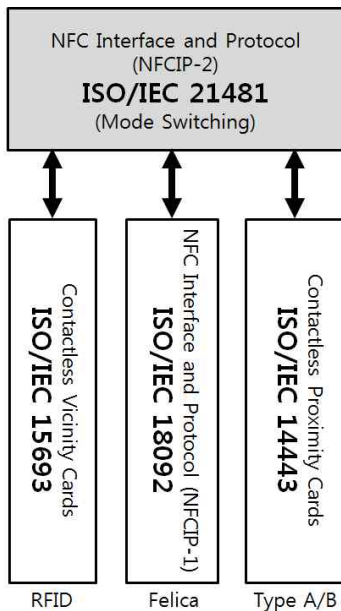 NFC Interface and Protocol
(NFCIP-2)
ISO/IEC 21481
(Mode Switching)
Contactless Vicinity Cards
ISO/IEC 15693
NFC Interface and Protocol (NFCIP-1)
ISO/IEC 18092
Contactless Proximity Cards
ISO/IEC 14443
RFID
Felica
Type A/B